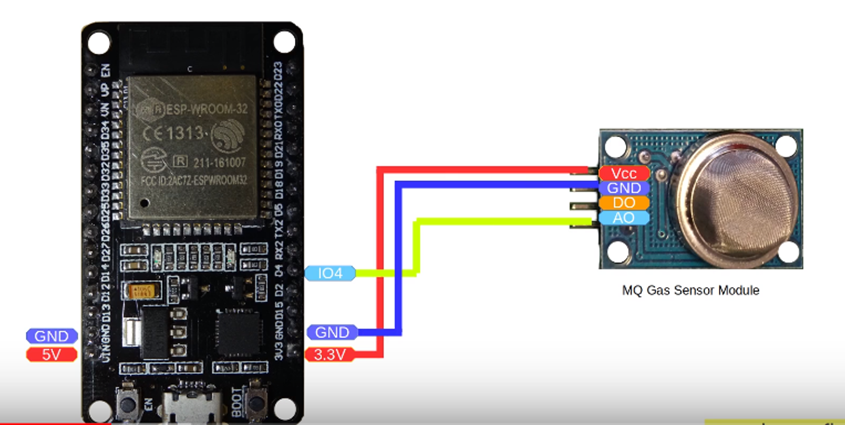 ESP-WROOM-32
CE1313
R 211-161007
FCC ID:2AC7Z-ESPWROOM32
EN
VP
VN
D34
D35
D32
D33
D25
D26
D27
D14
D12
D13
GND
VIN
D23
D22
TX0
RX0
D21
D19
D18
D5
TX2
RX2
D4
D2
D15
GND
3V3
EN
BOOT
GND
5V
IO4
GND
3.3V
Vcc
GND
DO
AO
MQ Gas Sensor Module